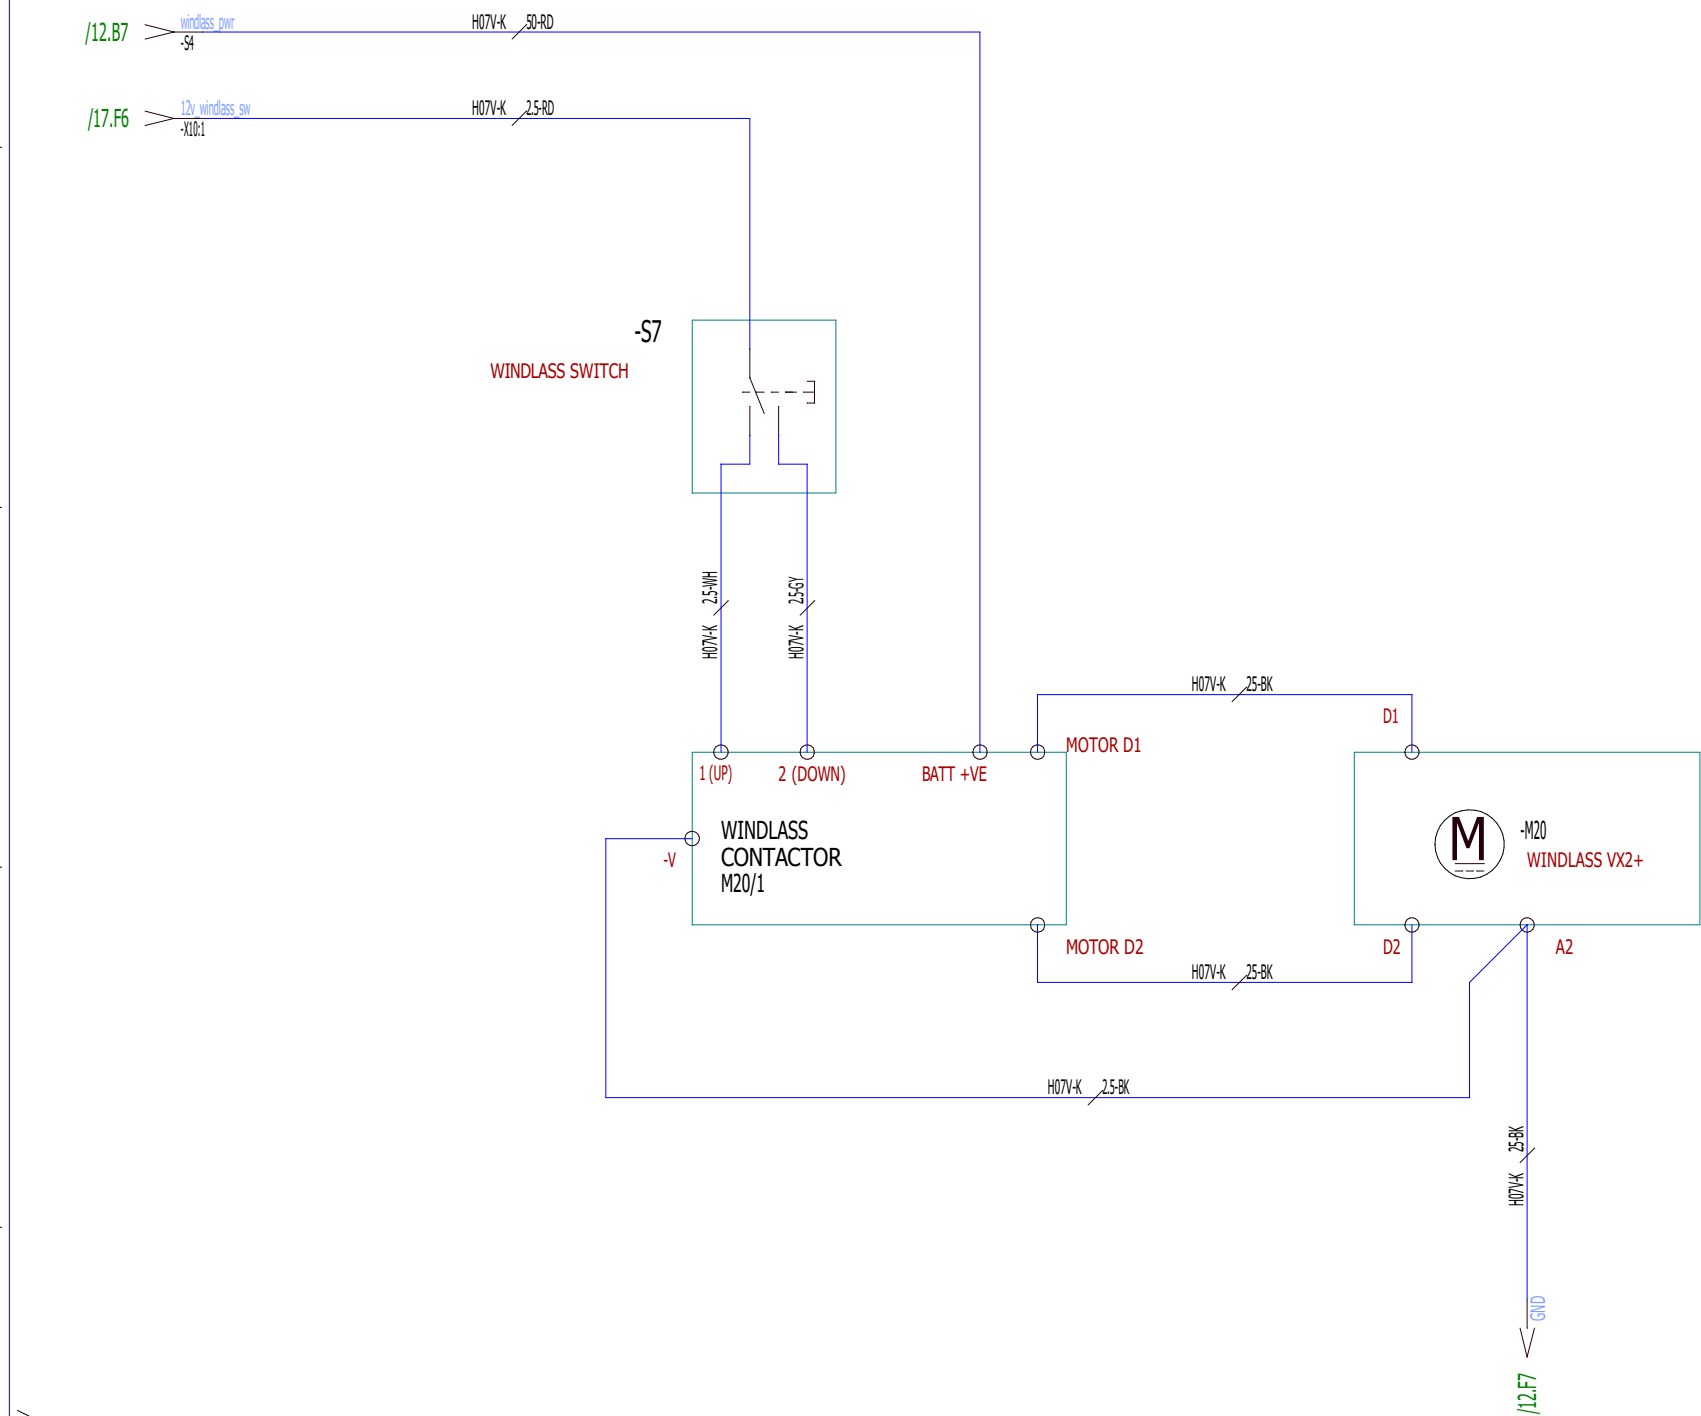 /12.B7
windlass_pwr
-S4
H07V-K 50-RD
/17.F6
12v_windlass_sw
-X10:1
H07V-K 2.5-RD
-S7
WINDLASS SWITCH
H07V-K 2.5-WH
H07V-K 2.5-GY
H07V-K 25-BK
D1
MOTOR D1
1 (UP)
2 (DOWN)
BATT +VE
WINDLASS
CONTACTOR
M20/1
-V
M
-M20
WINDLASS VX2+
MOTOR D2
D2
A2
H07V-K 25-BK
H07V-K 2.5-BK
H07V-K 25-BK
GND
/12.F7